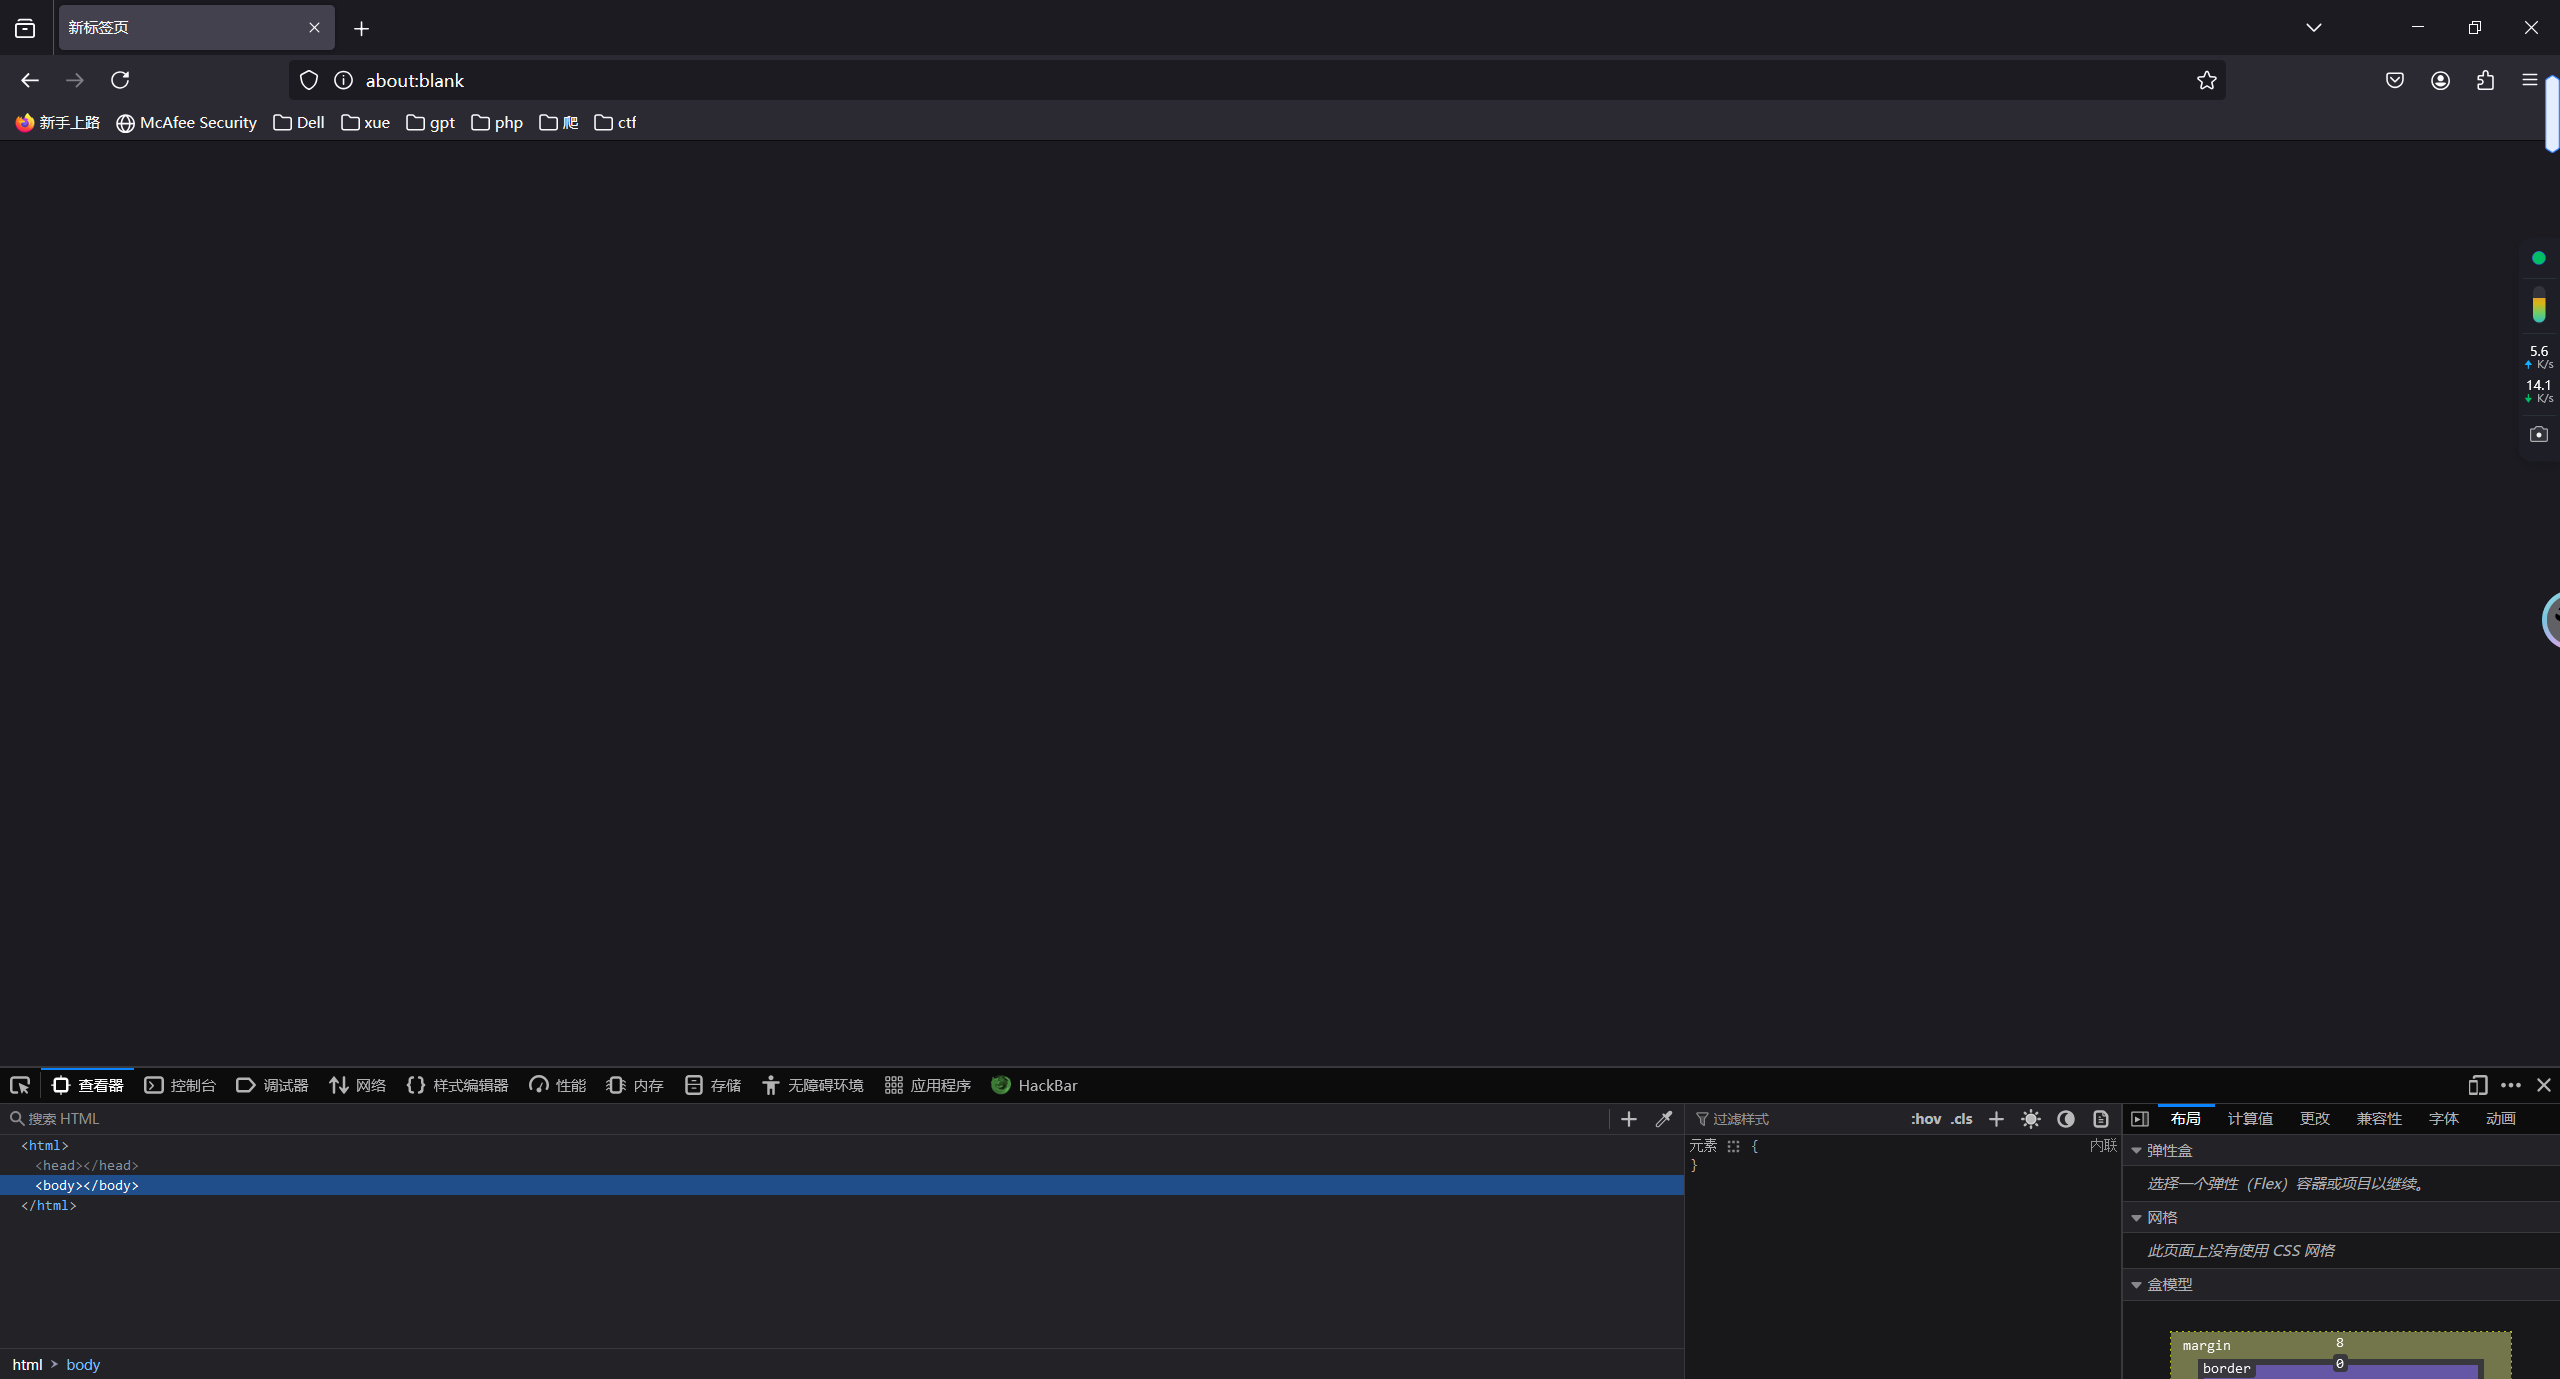 新标签页
about:blank
新手上路 McAfee Security Dell xue gpt php 爬 ctf
5.6
K/s
14.1
K/s
查看器 控制台 调试器 网络 样式编辑器 性能 内存 存储 无障碍环境 应用程序 HackBar
搜索 HTML
<html>
<head></head>
<body></body>
</html>
html body
过滤样式 :hov .cls
元素 { 内联
}
布局 计算值 更改 兼容性 字体 动画
弹性盒
选择一个弹性（Flex）容器或项目以继续。
网格
此页面上没有使用 CSS 网格
盒模型
margin 8
border 0